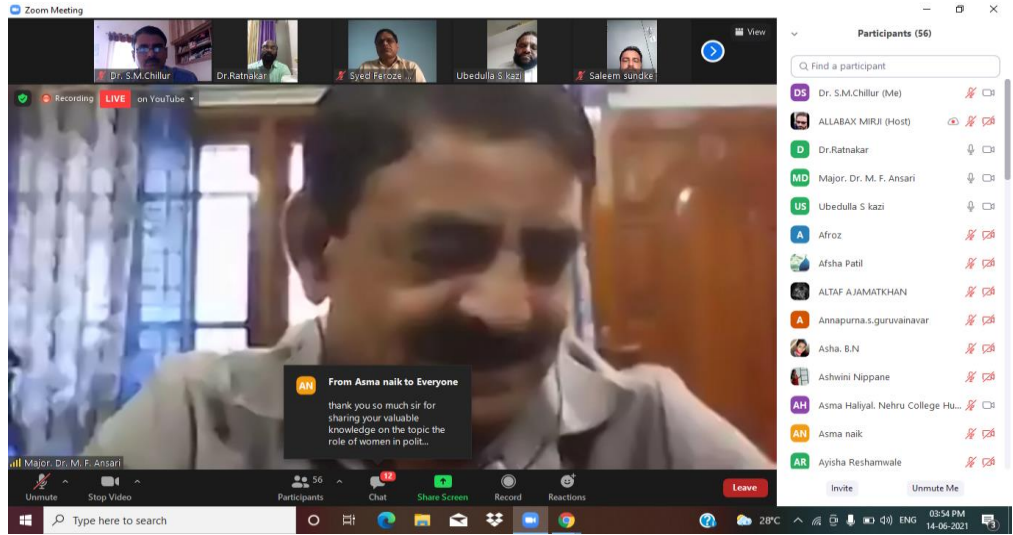 Zoom Meeting
Dr. S.M.Chillur
Dr.Ratnakar
Syed Feroze ...
Ubedulla S kazi
Saleem sundke
View
Recording
LIVE on YouTube
From Asma naik to Everyone
AN
thank you so much sir for
sharing your valuable
knowledge on the topic the
role of women in polit...
Major. Dr. M. F. Ansari
Unmute
Stop Video
56
Participants
12
Chat
Share Screen
Record
Reactions
Leave
Participants (56)
Find a participant
DS Dr. S.M.Chillur (Me)
ALLABAX MIRJI (Host)
D Dr.Ratnakar
MD Major. Dr. M. F. Ansari
US Ubedulla S kazi
A Afroz
Afsha Patil
ALTAF AJAMATKHAN
A Annapurna.s.guruvainavar
Asha. B.N
Ashwini Nippane
AH Asma Haliyal. Nehru College Hu...
AN Asma naik
AR Ayisha Reshamwale
Invite
Unmute Me
Type here to search
28°C
ENG
03:54 PM
14-06-2021
3